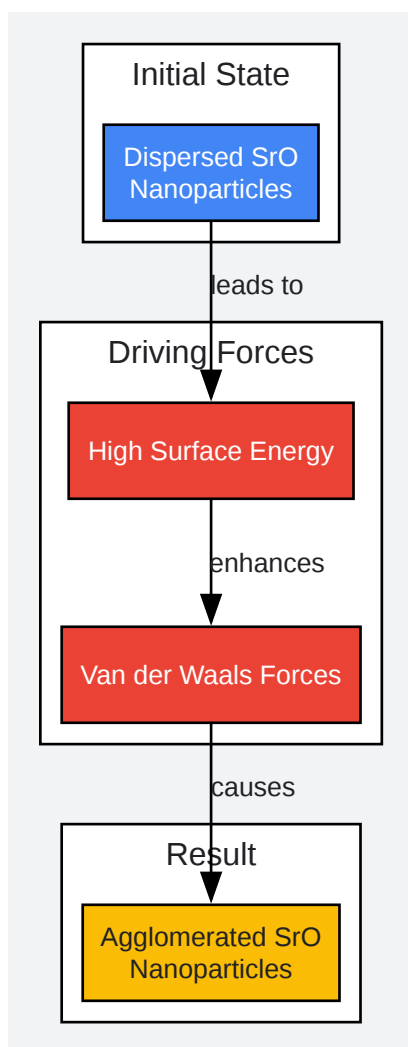 Initial State
Dispersed SrO
Nanoparticles
leads to
Driving Forces
High Surface Energy
enhances
Van der Waals Forces
causes
Result
Agglomerated SrO
Nanoparticles